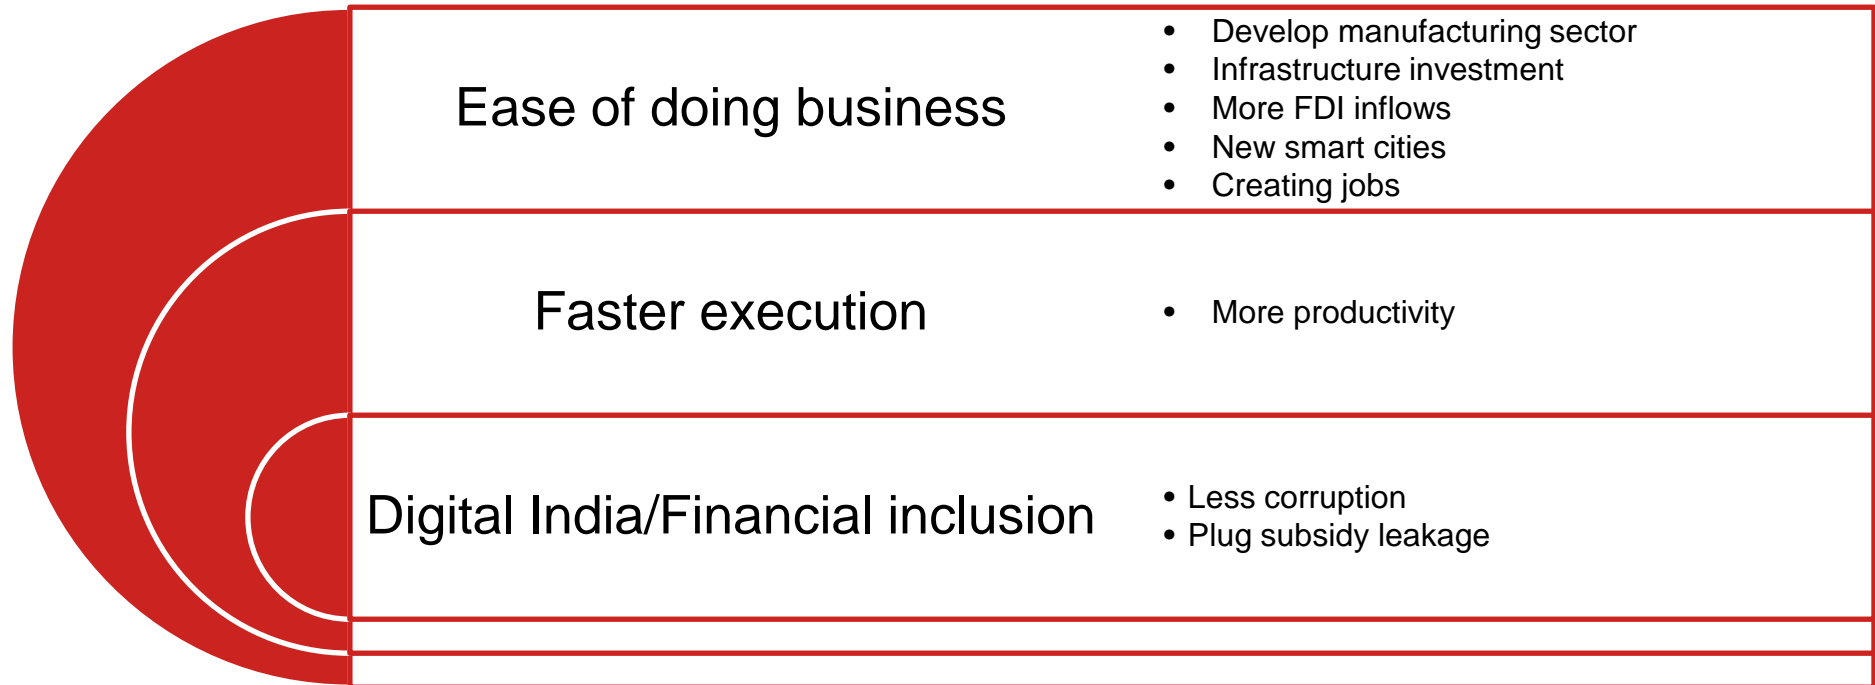 Ease of doing business
• Develop manufacturing sector
• Infrastructure investment
• More FDI inflows
• New smart cities
• Creating jobs
Faster execution
• More productivity
Digital India/Financial inclusion
• Less corruption
• Plug subsidy leakage